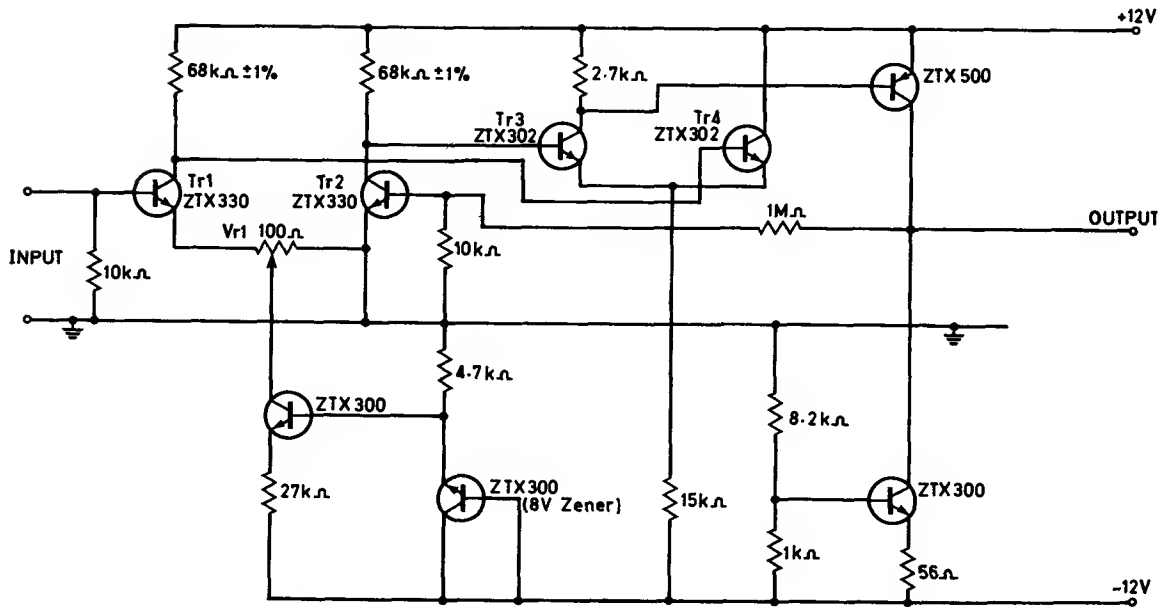 +12V
68kΩ ±1%
68kΩ ±1%
2.7kΩ
ZTX 500
Tr3
ZTX302
Tr4
ZTX302
Tr1
ZTX330
Tr2
ZTX330
1MΩ
OUTPUT
Vr1 100Ω
INPUT
10kΩ
10kΩ
4.7kΩ
ZTX300
8.2kΩ
27kΩ
ZTX300
(8V Zener)
15kΩ
ZTX300
1kΩ
56Ω
-12V